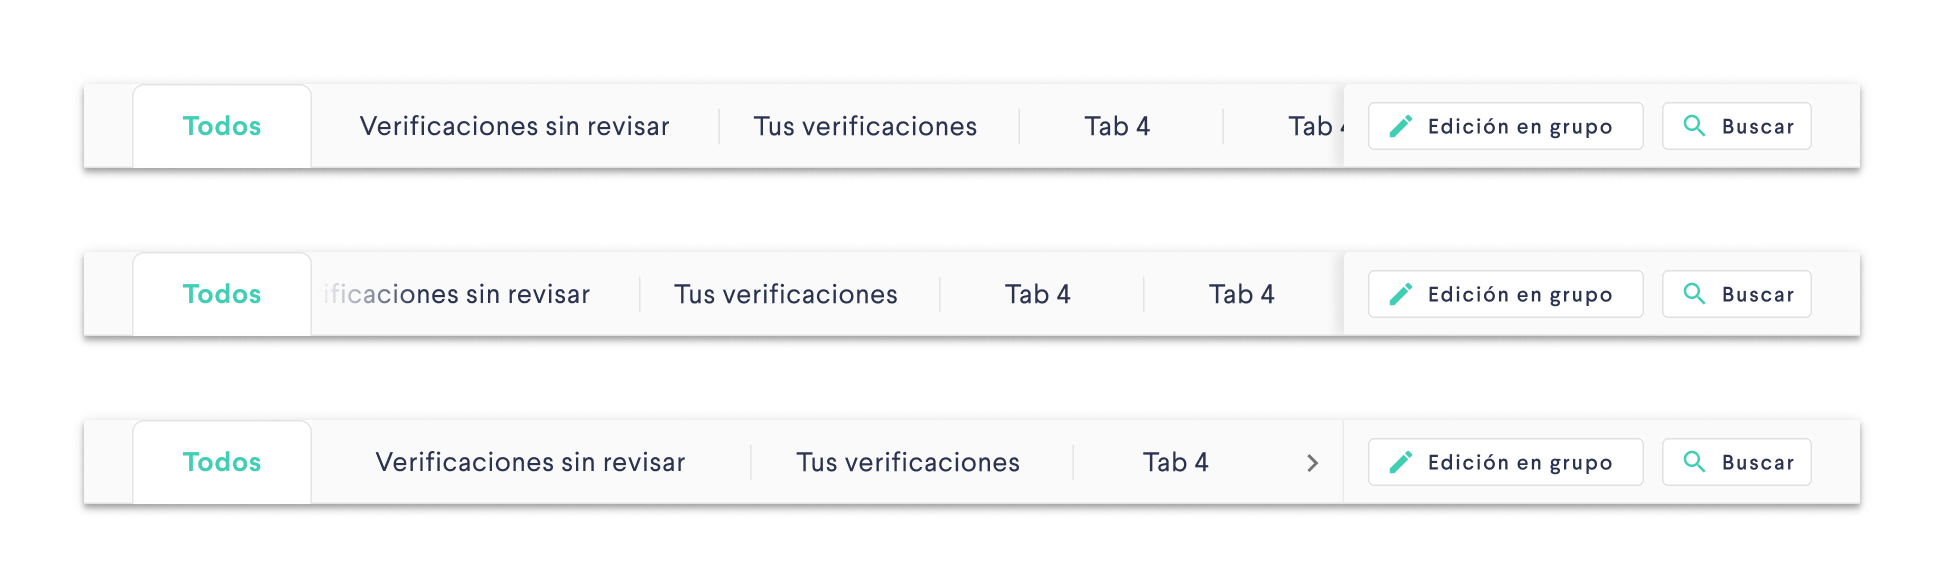 Todos Verificaciones sin revisar Tus verificaciones Tab 4 Tab Edición en grupo Buscar
Todos ificaciones sin revisar Tus verificaciones Tab 4 Tab 4 Edición en grupo Buscar
Todos Verificaciones sin revisar Tus verificaciones Tab 4 Edición en grupo Buscar